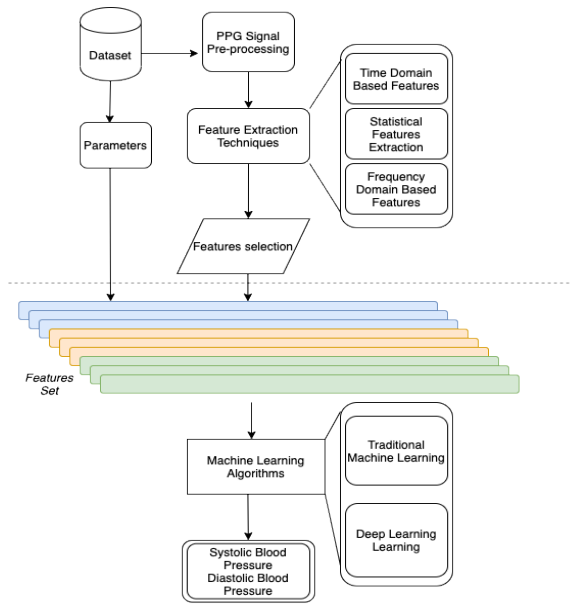 Dataset
PPG Signal
Pre-processing
Time Domain
Based Features
Parameters
Feature Extraction
Techniques
Statistical
Features
Extraction
Frequency
Domain Based
Features
Features selection
Features
Set
Machine Learning
Algorithms
Traditional
Machine Learning
Deep Learning
Learning
Systolic Blood
Pressure
Diastolic Blood
Pressure